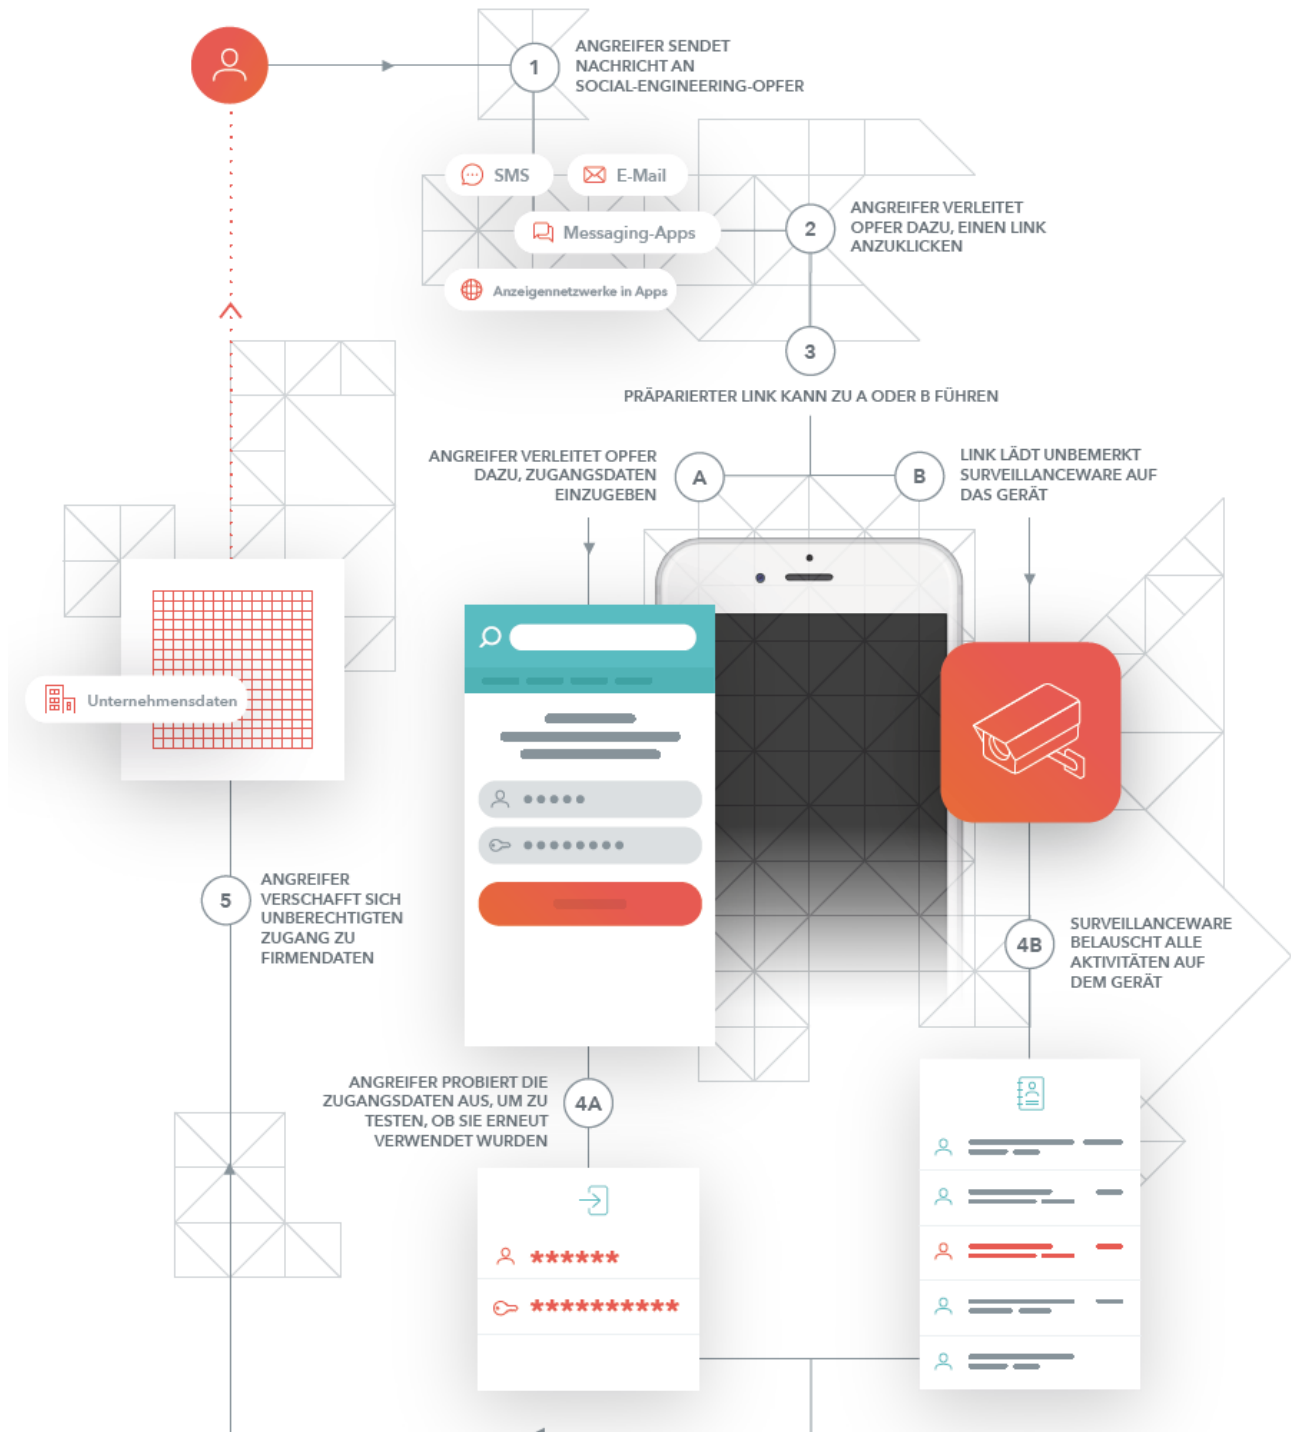 1
ANGREIFER SENDET
NACHRICHT AN
SOCIAL-ENGINEERING-OPFER
SMS
E-Mail
Messaging-Apps
Anzeigennetzwerke in Apps
2
ANGREIFER VERLEITET
OPFER DAZU, EINEN LINK
ANZUKLICKEN
3
PRÄPARIERTER LINK KANN ZU A ODER B FÜHREN
ANGREIFER VERLEITET OPFER
DAZU, ZUGANGSDATEN
EINZUGEBEN
A
B
LINK LÄDT UNBEMERKT
SURVEILLANCEWARE AUF
DAS GERÄT
Unternehmensdaten
5
ANGREIFER
VERSCHAFFT SICH
UNBERECHTIGTEN
ZUGANG ZU
FIRMENDATEN
4B
SURVEILLANCEWARE
BELAUSCHT ALLE
AKTIVITÄTEN AUF
DEM GERÄT
ANGREIFER PROBIERT DIE
ZUGANGSDATEN AUS, UM ZU
TESTEN, OB SIE ERNEUT
VERWENDET WURDEN
4A
******
**********